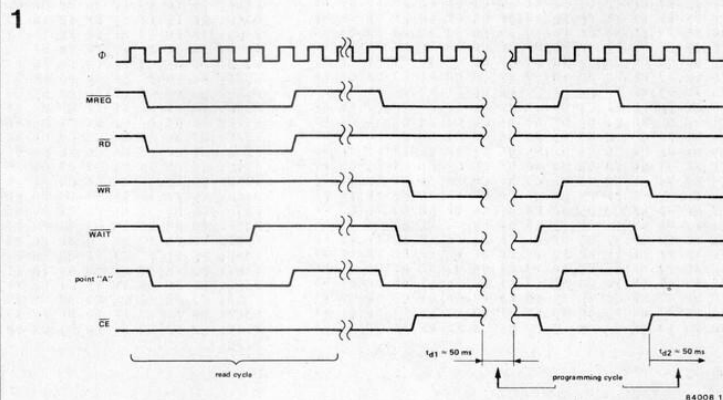 1
Φ
MREQ
RD
WR
WAIT
point "A"
CE
td1 ≈ 50 ms
td2 ≈ 50 ms
read cycle
programming cycle
84008 1